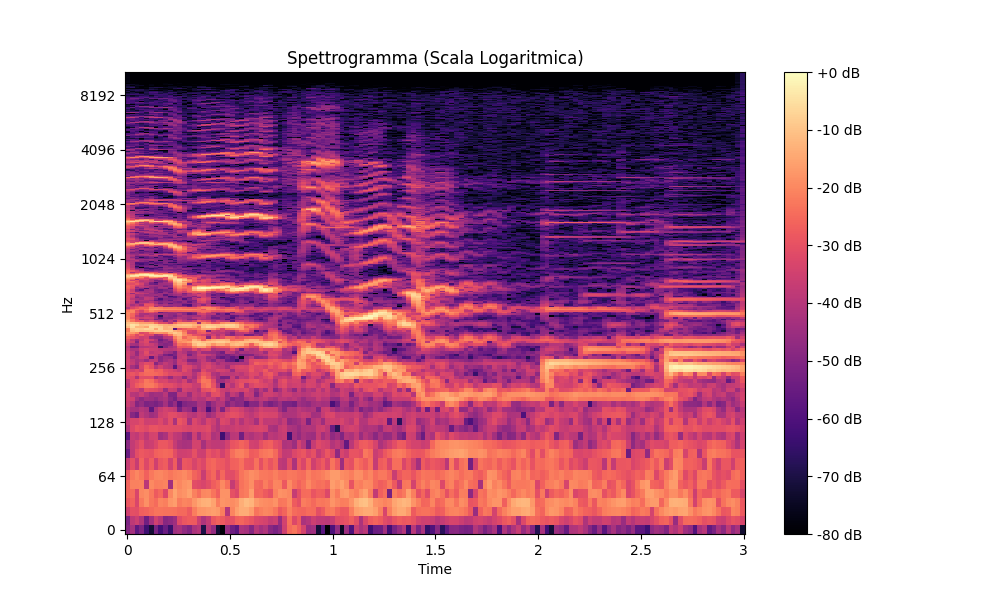 Spettrogramma (Scala Logaritmica)
Hz
8192
4096
2048
1024
512
256
128
64
0
0
0.5
1
1.5
2
2.5
3
Time
+0 dB
-10 dB
-20 dB
-30 dB
-40 dB
-50 dB
-60 dB
-70 dB
-80 dB